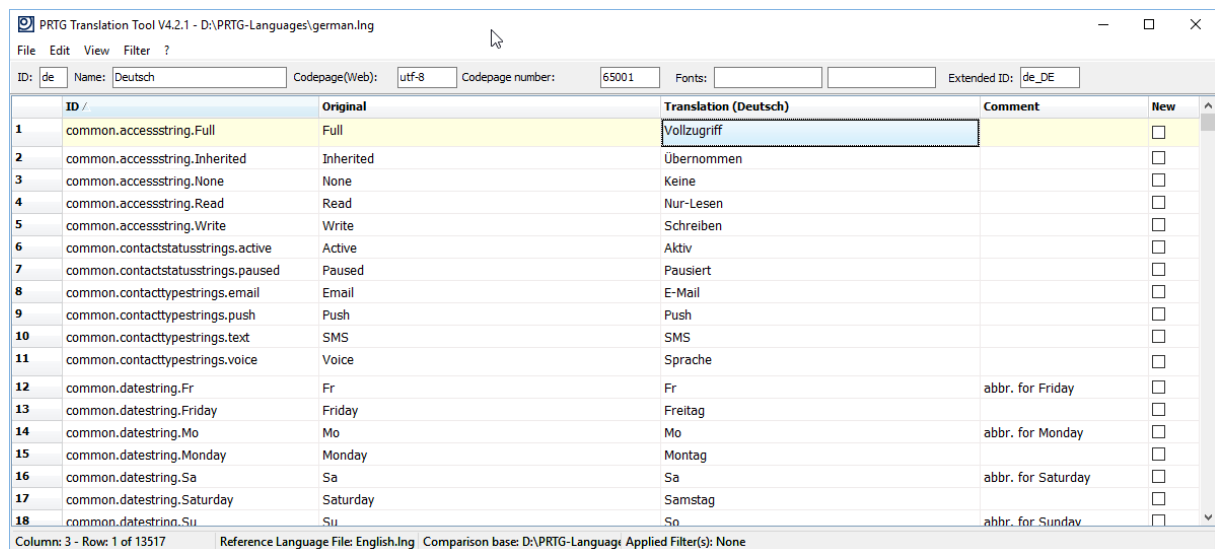 PRTG Translation Tool V4.2.1 - D:\PRTG-Languages\german.lng
File Edit View Filter ?
ID: de Name: Deutsch Codepage(Web): utf-8 Codepage number: 65001 Fonts: Extended ID: de_DE
ID / Original Translation (Deutsch) Comment New
1 common.accessstring.Full Full Vollzugriff
2 common.accessstring.Inherited Inherited Übernommen
3 common.accessstring.None None Keine
4 common.accessstring.Read Read Nur-Lesen
5 common.accessstring.Write Write Schreiben
6 common.contactstatusstrings.active Active Aktiv
7 common.contactstatusstrings.paused Paused Pausiert
8 common.contacttypestrings.email Email E-Mail
9 common.contacttypestrings.push Push Push
10 common.contacttypestrings.text SMS SMS
11 common.contacttypestrings.voice Voice Sprache
12 common.datestring.Fr Fr Fr abbr. for Friday
13 common.datestring.Friday Friday Freitag
14 common.datestring.Mo Mo Mo abbr. for Monday
15 common.datestring.Monday Monday Montag
16 common.datestring.Sa Sa Sa abbr. for Saturday
17 common.datestring.Saturday Saturday Samstag
18 common.datestring.Su Su So abbr. for Sunday
Column: 3 - Row: 1 of 13517 Reference Language File: English.lng Comparison base: D:\PRTG-Language Applied Filter(s): None